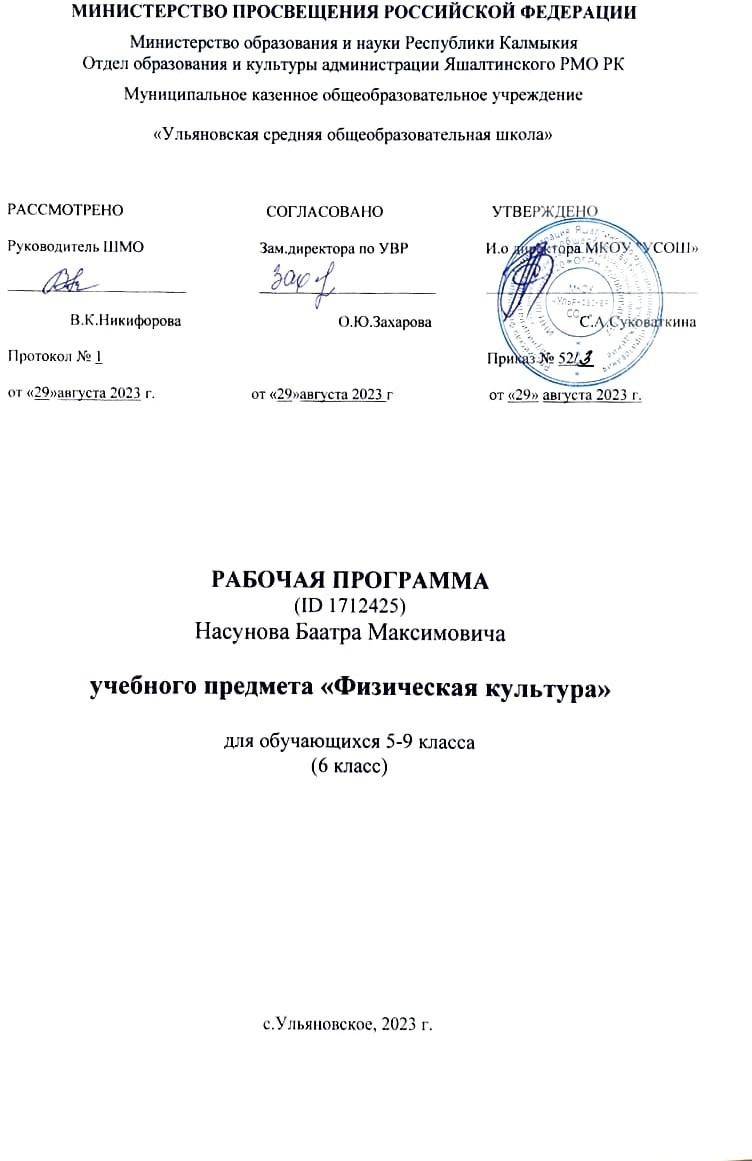 МИНИСТЕРСТВО ПРОСВЕЩЕНИЯ РОССИЙСКОЙ ФЕДЕРАЦИИ
Министерство образования и науки Республики Калмыкия
Отдел образования и культуры администрации Яшалтинского РМО РК
Муниципальное казенное общеобразовательное учреждение
«Ульяновская средняя общеобразовательная школа»
РАССМОТРЕНО СОГЛАСОВАНО УТВЕРЖДЕНО
Руководитель ШМО Зам.директора по УВР И.о директора МКОУ "УСОШ»
В.К.Никифорова О.Ю.Захарова С.А.Суковаткина
Протокол № 1 Приказ № 52/3
от «29»августа 2023 г. от «29»августа 2023 г от «29» августа 2023 г.
РАБОЧАЯ ПРОГРАММА
(ID 1712425)
Насунова Баатра Максимовича
учебного предмета «Физическая культура»
для обучающихся 5-9 класса
(6 класс)
с.Ульяновское, 2023 г.